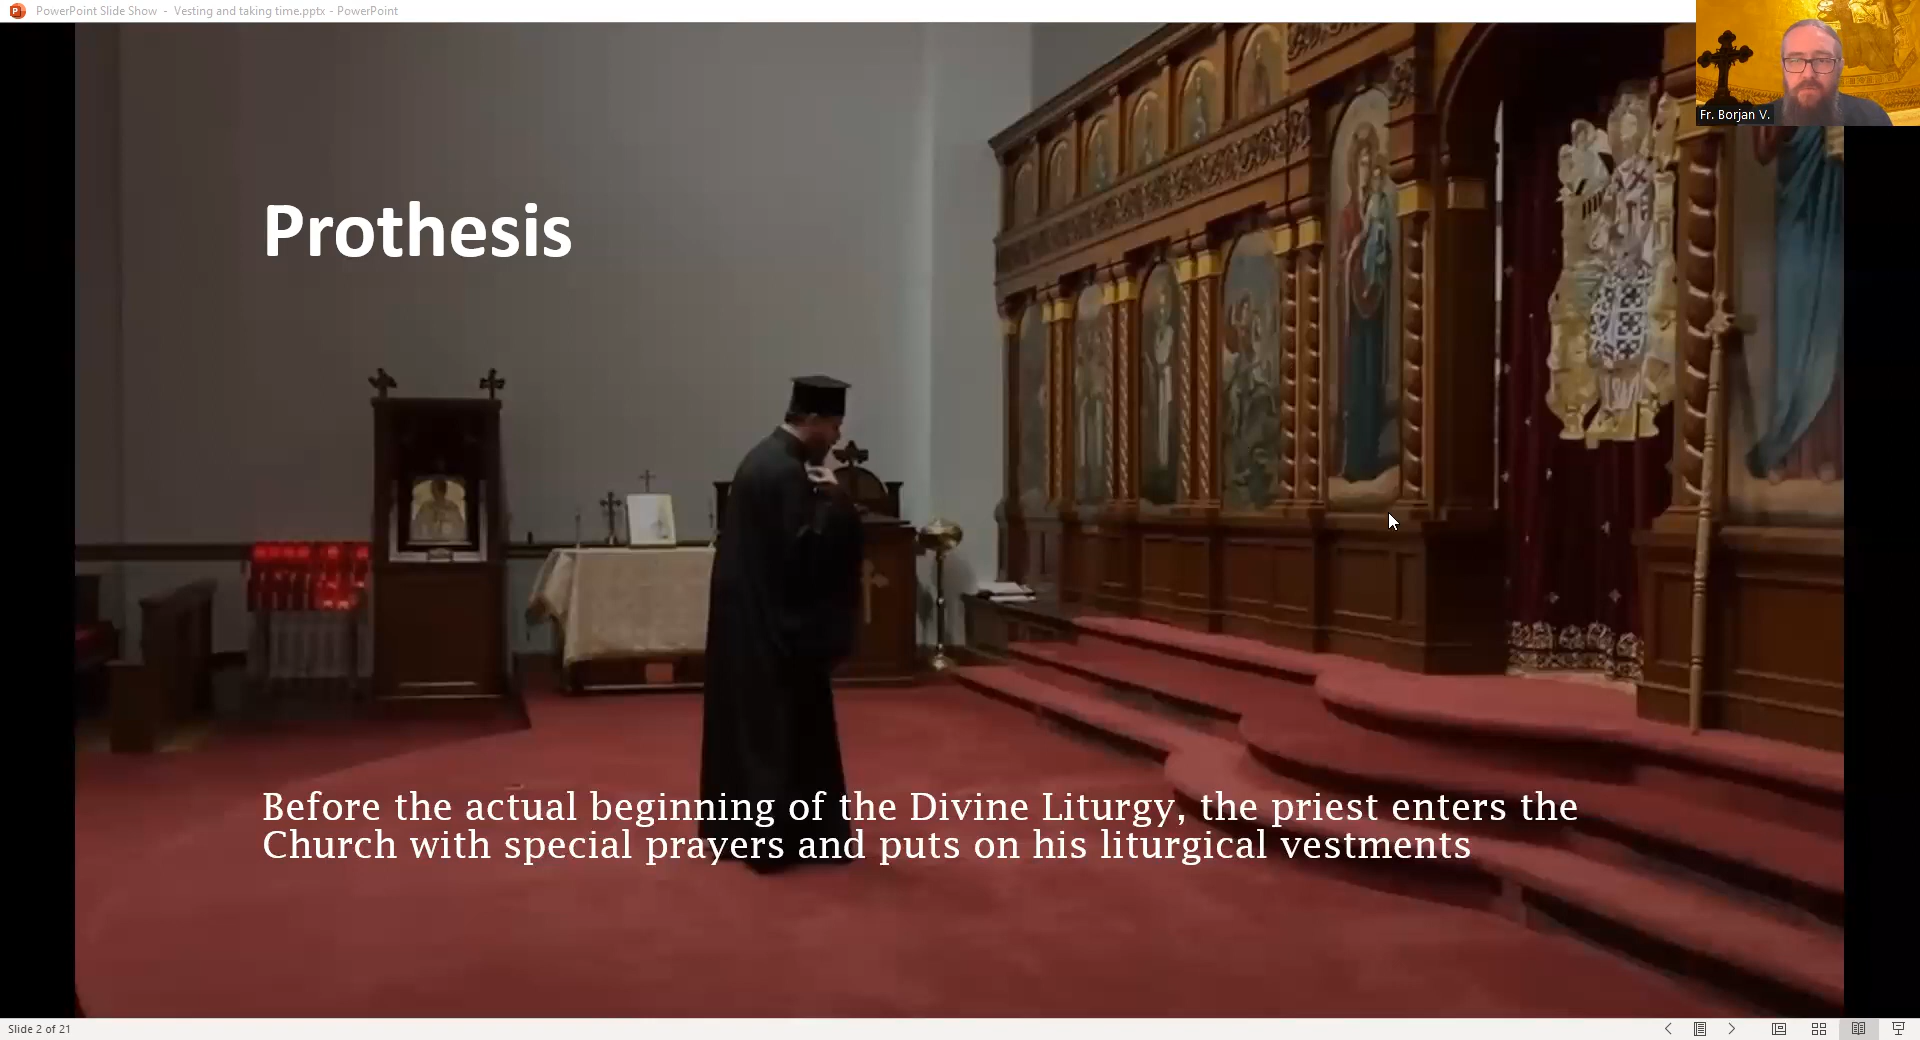 PowerPoint Slide Show - Vesting and taking time.pptx - PowerPoint
Fr. Borjan V.
Prothesis
Before the actual beginning of the Divine Liturgy, the priest enters the
Church with special prayers and puts on his liturgical vestments
Slide 2 of 21